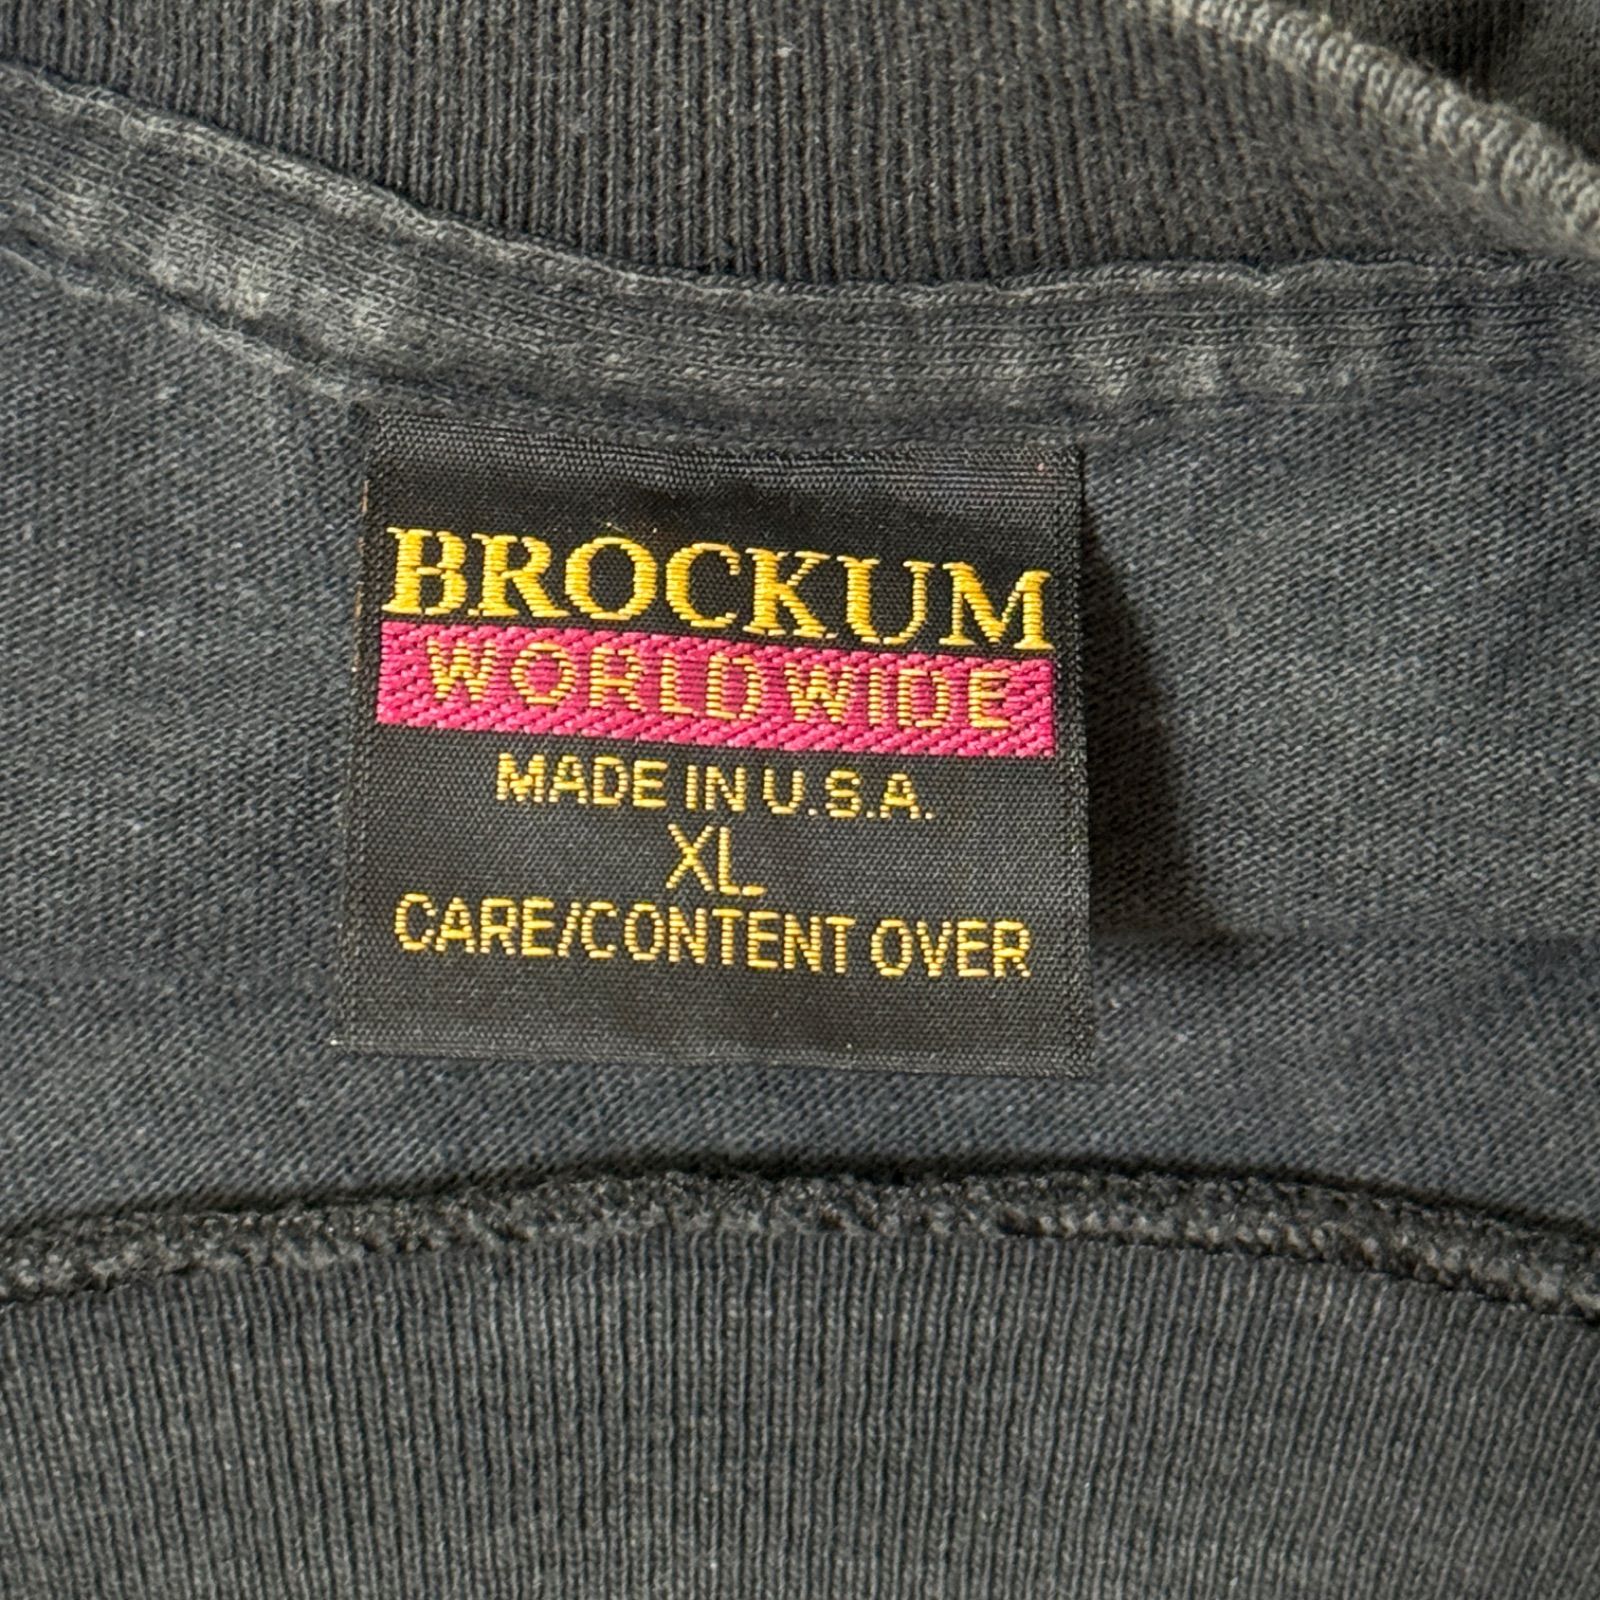 BROCKUM
WORLDWIDE
MADE IN U.S.A.
XL
CARE/CONTENT OVER